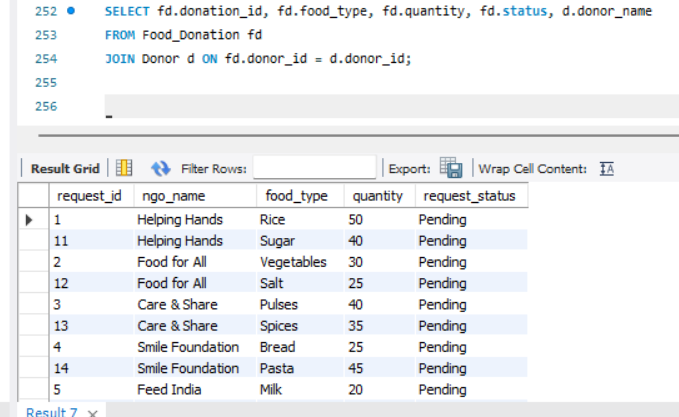 252 SELECT fd.donation_id, fd.food_type, fd.quantity, fd.status, d.donor_name
253 FROM Food_Donation fd
254 JOIN Donor d ON fd.donor_id = d.donor_id;
255
256
Result Grid Filter Rows: Export: Wrap Cell Content: IA
request_id ngo_name food_type quantity request_status
1 Helping Hands Rice 50 Pending
11 Helping Hands Sugar 40 Pending
2 Food for All Vegetables 30 Pending
12 Food for All Salt 25 Pending
3 Care & Share Pulses 40 Pending
13 Care & Share Spices 35 Pending
4 Smile Foundation Bread 25 Pending
14 Smile Foundation Pasta 45 Pending
5 Feed India Milk 20 Pending
Result 7 ×